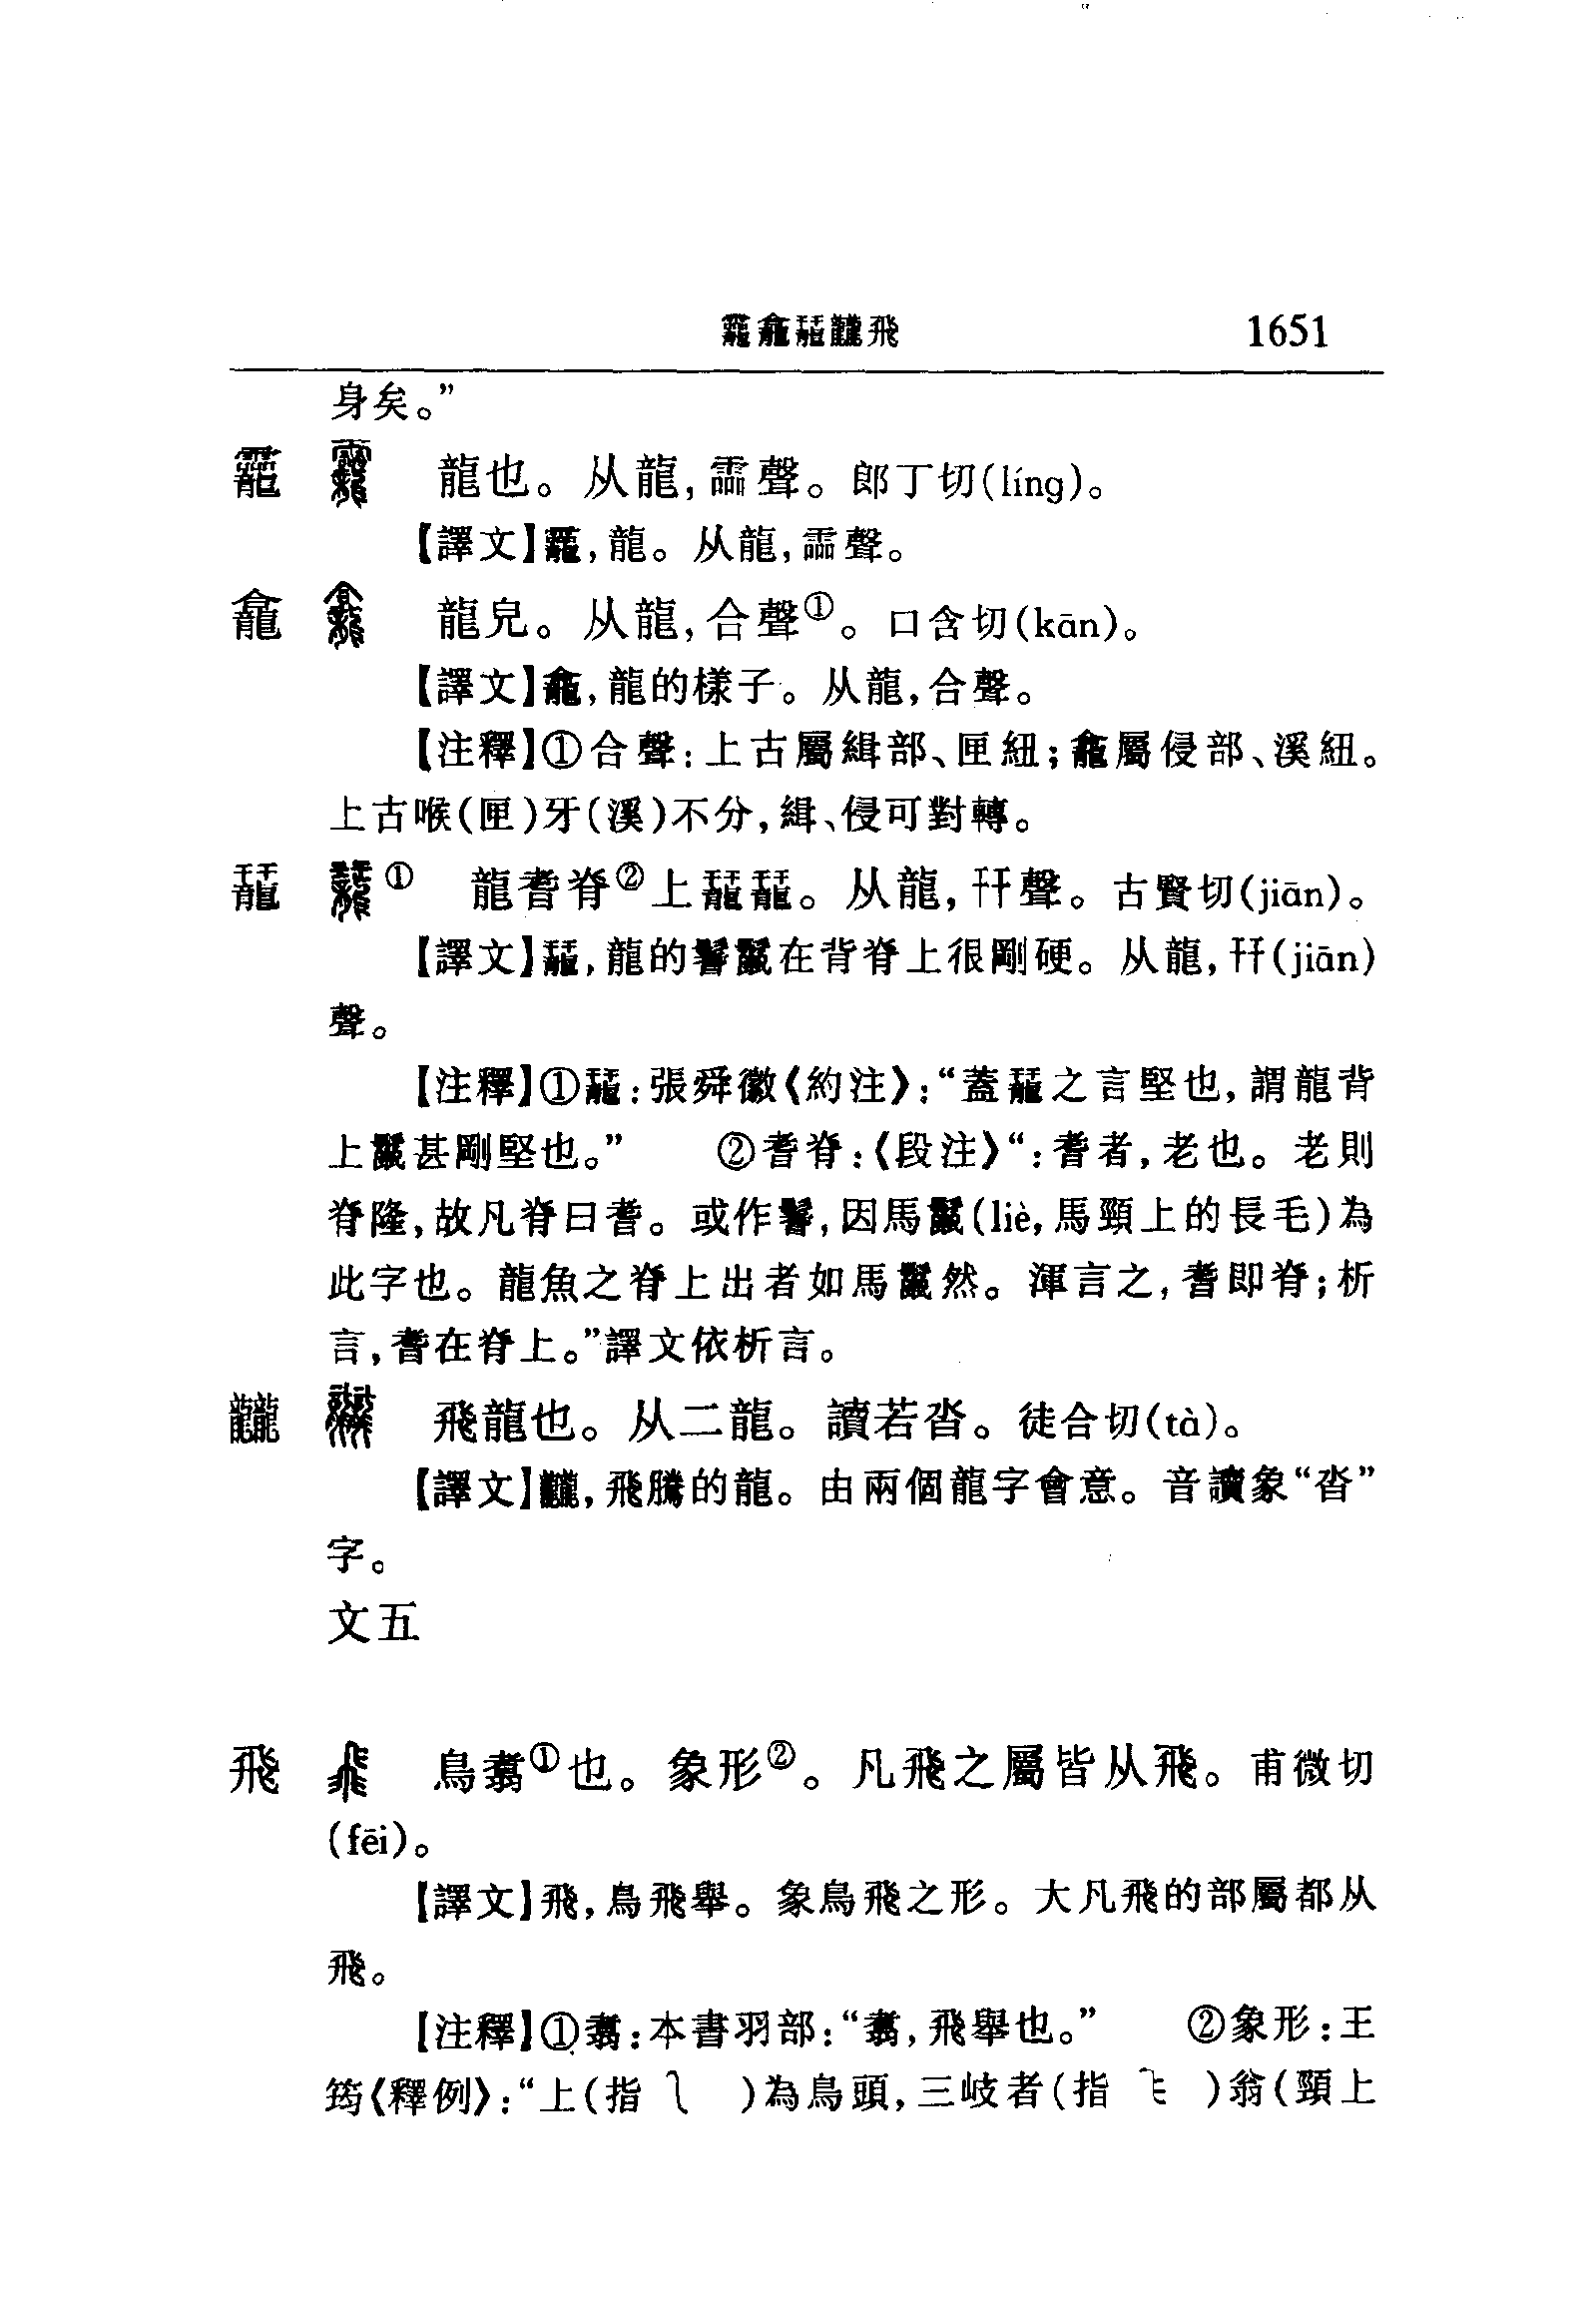 龗龕䶬龖飛 1651
身矣。”
龗 龍也。从龍,霝聲。郎丁切(líng)。
【譯文】龗,龍。从龍,霝聲。
龕 龍皃。从龍,合聲①。口含切(kān)。
【譯文】龕,龍的樣子。从龍,合聲。
【注釋】①合聲:上古屬緝部、匣紐;龕屬侵部、溪紐。
上古喉(匣)牙(溪)不分,緝、侵可對轉。
䶬 ① 龍耆脊②上䶬䶬。从龍,幵聲。古賢切(jiān)。
【譯文】䶬,龍的鬐鬣在背脊上很剛硬。从龍,幵(jiān)
聲。
【注釋】①䶬:張舜徽《約注》:“蓋䶬之言堅也,謂龍背
上鬣甚剛堅也。” ②耆脊:《段注》“:耆者,老也。老則
脊隆,故凡脊曰耆。或作鬐,因馬鬣(liè,馬頸上的長毛)為
此字也。龍魚之脊上出者如馬鬣然。渾言之,耆即脊;析
言,耆在脊上。”譯文依析言。
龖 飛龍也。从二龍。讀若沓。徒合切(tà)。
【譯文】龖,飛騰的龍。由兩個龍字會意。音讀象“沓”
字。
文五
飛 鳥翥①也。象形②。凡飛之屬皆从飛。甫微切
(fēi)。
【譯文】飛,鳥飛舉。象鳥飛之形。大凡飛的部屬都从
飛。
【注釋】①翥:本書羽部:“翥,飛舉也。” ②象形:王
筠《釋例》:“上(指 )為鳥頭,三岐者(指 )翁(頸上